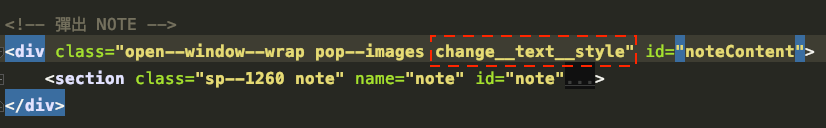 <!-- 彈出 NOTE -->
<div class="open--window--wrap pop--images change__text__style" id="noteContent">
<section class="sp--1260 note" name="note" id="note"...>
</div>